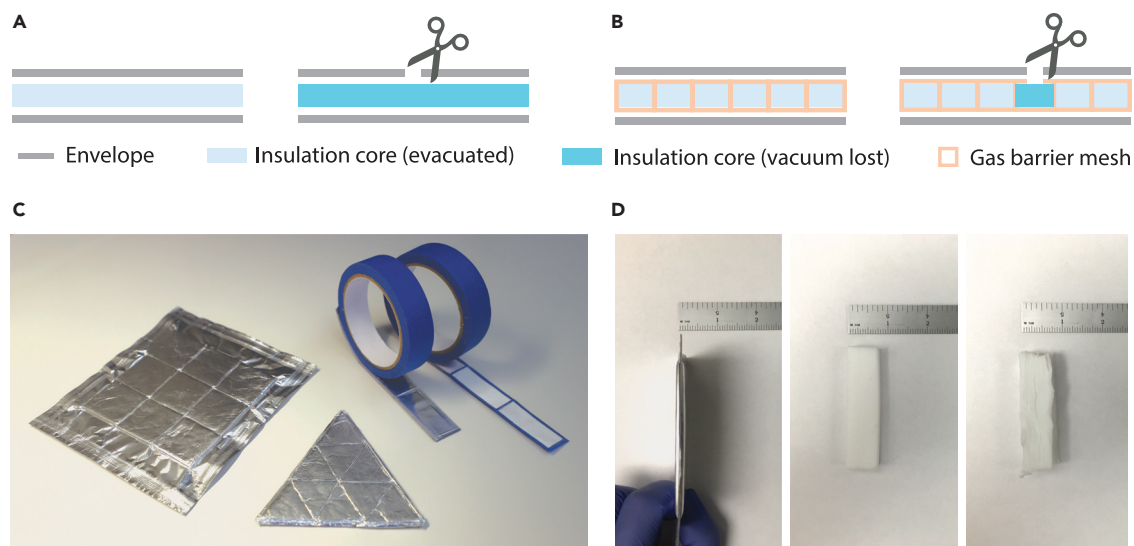 A
B
Envelope
Insulation core (evacuated)
Insulation core (vacuum lost)
Gas barrier mesh
C
D